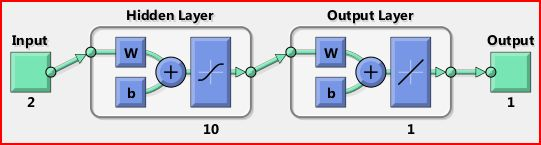 Hidden Layer Output Layer
Input Output
W W
b b
2 1
10 1